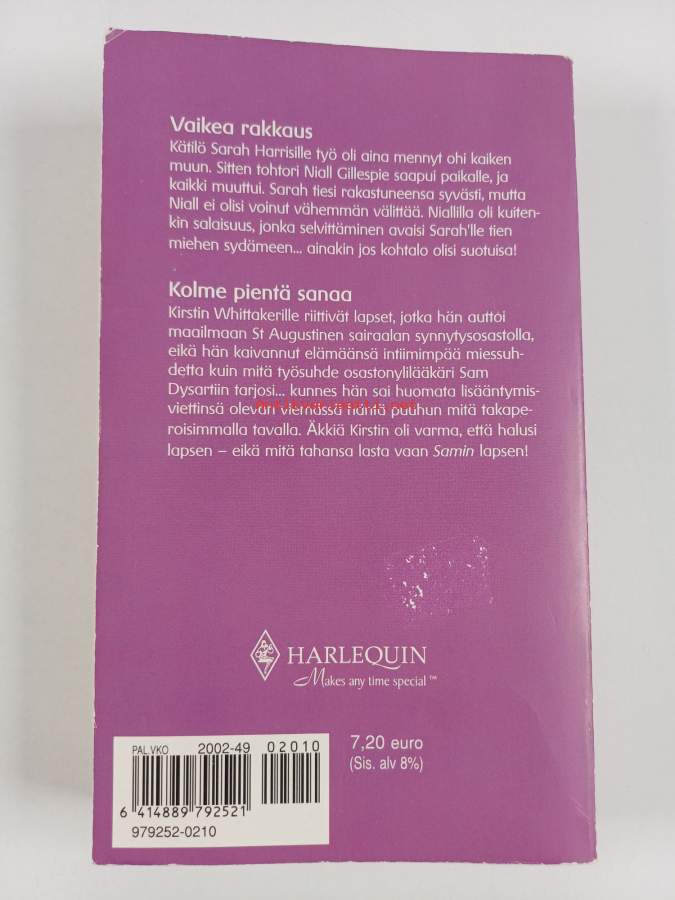 Vaikea rakkaus
Kätilö Sarah Harrisille työ oli aina mennyt ohi kaiken
muun. Sitten tohtori Niall Gillespie saapui paikalle, ja
kaikki muuttui. Sarah tiesi rakastuneensa syvästi, mutta
Niall ei olisi voinut vähemmän välittää. Niallilla oli kuiten-
kin salaisuus, jonka selvittäminen avaisi Sarah'lle tien
miehen sydämeen... ainakin jos kohtalo olisi suotuisa!
Kolme pientä sanaa
Kirstin Whittakerille riittivät lapset, jotka hän auttoi
maailmaan St Augustinen sairaalan synnytysosastolla,
eikä hän kaivannut elämäänsä intiimimpää miessuh-
detta kuin mitä työsuhde osastonylilääkäri Sam
Dysartiin tarjosi... kunnes hän sai huomata lisääntymis-
viettinsä olevan viemässä häntä puuhun mitä takape-
roisimmalla tavalla. Äkkiä Kirstin oli varma, että halusi
lapsen – eikä mitä tahansa lasta vaan Samin lapsen!
HARLEQUIN
Makes any time special™
PAL.VKO 2002-49 02010
6 414889 792521
979252-0210
7,20 euro
(Sis. alv 8%)